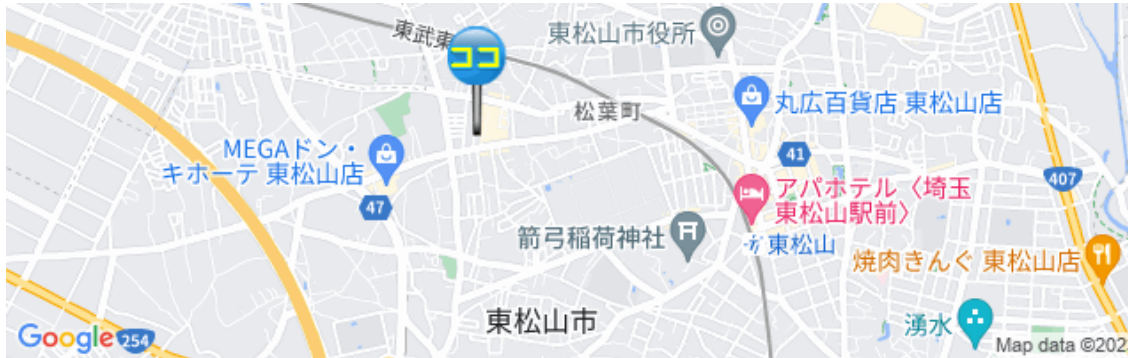 東武東
東松山市役所
ココ
松葉町
丸広百貨店 東松山店
MEGAドン・
キホーテ 東松山店
41
47
アパホテル〈埼玉
東松山駅前〉
407
箭弓稲荷神社
東松山
焼肉きんぐ 東松山店
東松山市
湧水
Google
254
Map data ©202